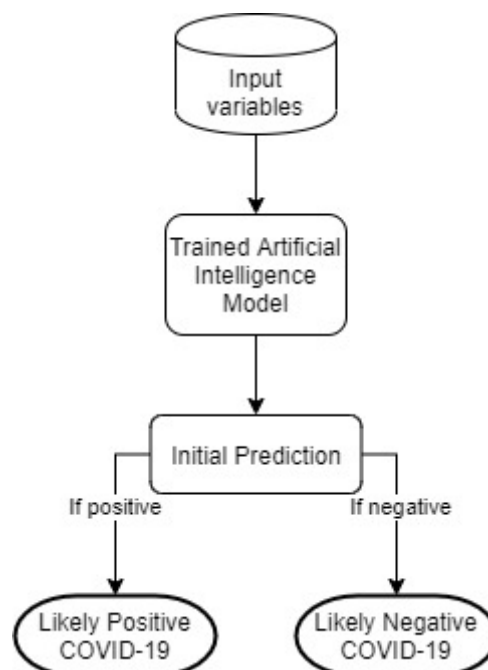 Input
variables
Trained Artificial
Intelligence
Model
Initial Prediction
If positive
If negative
Likely Positive
COVID-19
Likely Negative
COVID-19